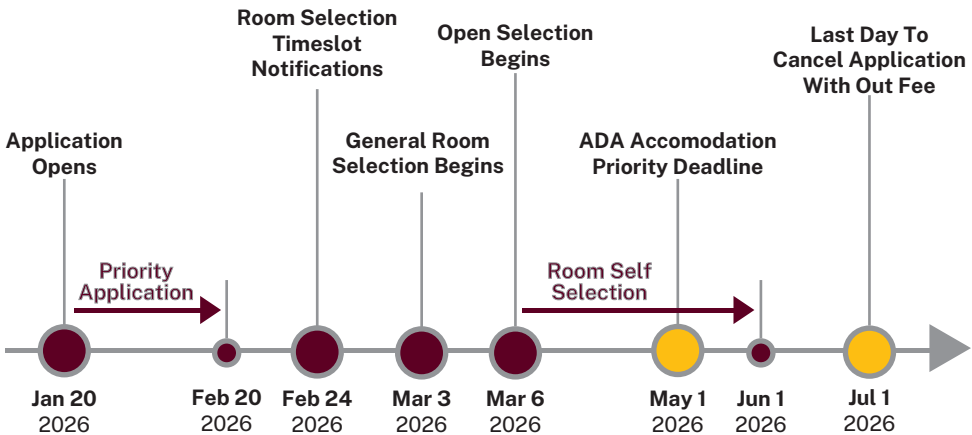 Room Selection
Timeslot
Notifications
Open Selection
Begins
Last Day To
Cancel Application
With Out Fee
Application
Opens
General Room
Selection Begins
ADA Accomodation
Priority Deadline
Priority
Application
Room Self
Selection
Jan 20
2026
Feb 20
2026
Feb 24
2026
Mar 3
2026
Mar 6
2026
May 1
2026
Jun 1
2026
Jul 1
2026